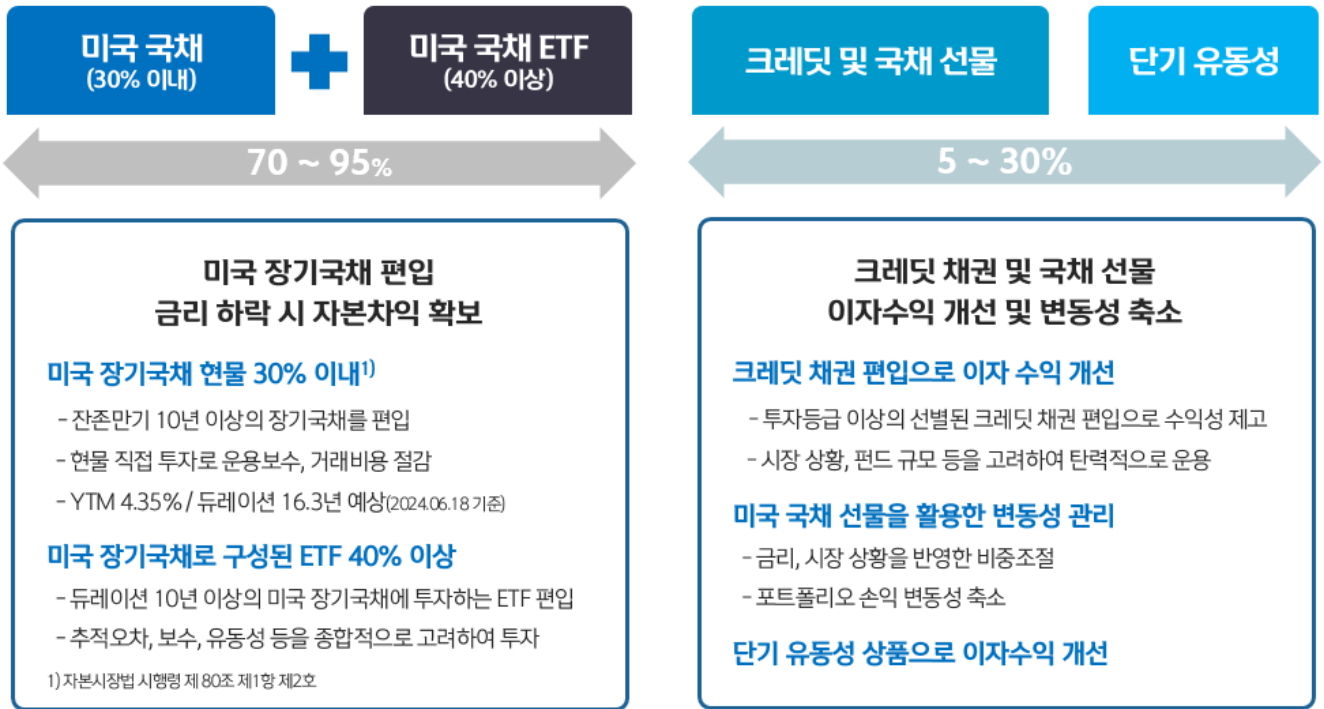 미국 국채
(30% 이내)
미국 국채 ETF
(40% 이상)
70 ~ 95%
미국 장기국채 편입
금리 하락 시 자본차익 확보
미국 장기국채 현물 30% 이내1)
- 잔존만기 10년 이상의 장기국채를 편입
- 현물 직접 투자로 운용보수, 거래비용 절감
- YTM 4.35% / 듀레이션 16.3년 예상(2024.06.18 기준)
미국 장기국채로 구성된 ETF 40% 이상
- 듀레이션 10년 이상의 미국 장기국채에 투자하는 ETF 편입
- 추적오차, 보수, 유동성 등을 종합적으로 고려하여 투자
1) 자본시장법 시행령 제 80조 제1항 제2호
크레딧 및 국채 선물
단기 유동성
5 ~ 30%
크레딧 채권 및 국채 선물
이자수익 개선 및 변동성 축소
크레딧 채권 편입으로 이자 수익 개선
- 투자등급 이상의 선별된 크레딧 채권 편입으로 수익성 제고
- 시장 상황, 펀드 규모 등을 고려하여 탄력적으로 운용
미국 국채 선물을 활용한 변동성 관리
- 금리, 시장 상황을 반영한 비중조절
- 포트폴리오 손익 변동성 축소
단기 유동성 상품으로 이자수익 개선